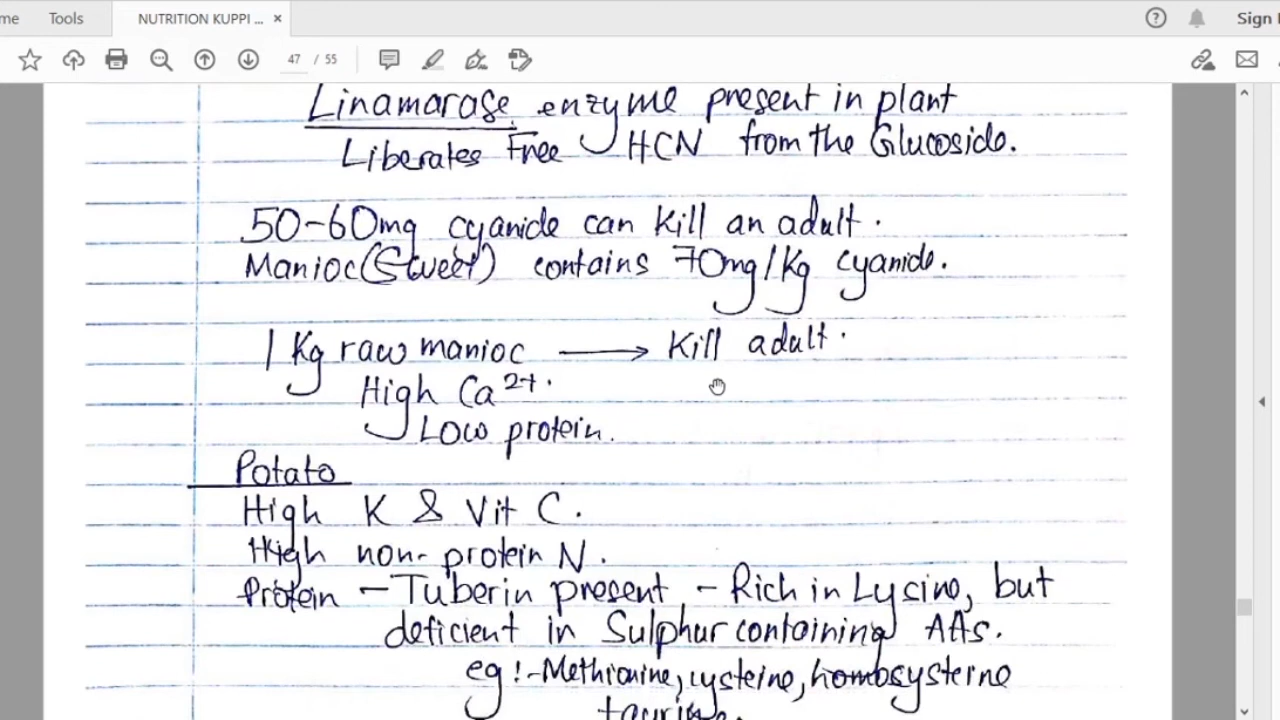 me Tools NUTRITION KUPPI ... × Sign
47 / 55
Linamarase enzyme present in plant
Liberates Free HCN from the Glucoside.
50-60mg cyanide can kill an adult.
Manioc (Sweet) contains 70mg/kg cyanide.
1 Kg raw manioc → Kill adult.
High Ca²⁺.
Low protein.
Potato
High K & Vit C.
High non-protein N.
Protein - Tuberin present - Rich in Lysine, but
deficient in Sulphur containing AAs.
eg:- Methionine, cysteine, homosysterne
taurine.